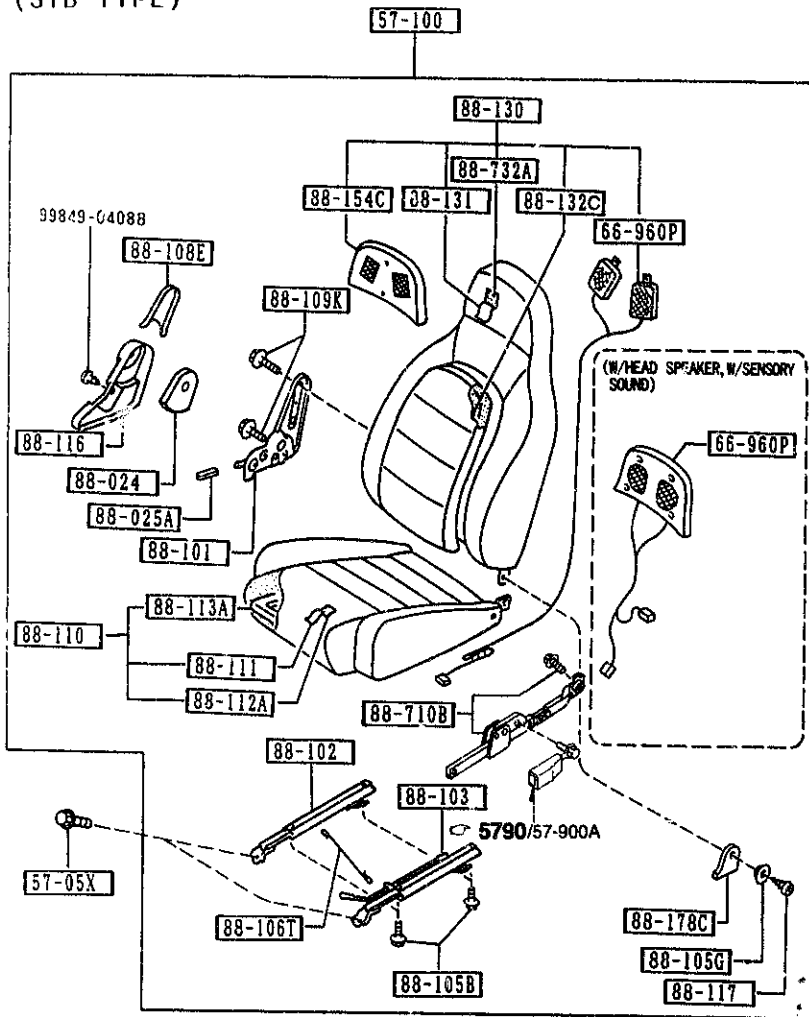 (STD TYPE)
57-100
88-130
88-732A
88-154C
88-131
88-132C
99849-04088
88-108E
66-960P
88-109K
(W/HEAD SPEAKER, W/SENSORY
SOUND)
66-960P
88-116
88-024
88-025A
88-101
88-113A
88-110
88-111
88-112A
88-710B
88-102
88-103
5790/57-900A
57-05X
88-106T
88-178C
88-105G
88-105B
88-117